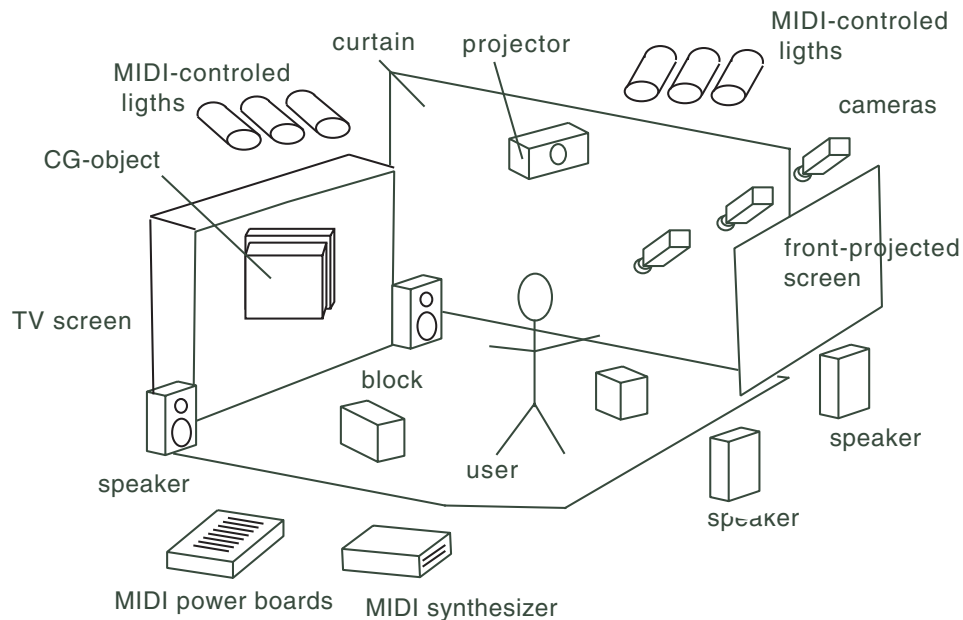 MIDI-controled
ligths
curtain
projector
MIDI-controled
ligths
cameras
CG-object
front-projected
screen
TV screen
block
speaker
user
speaker
speaker
MIDI power boards
MIDI synthesizer